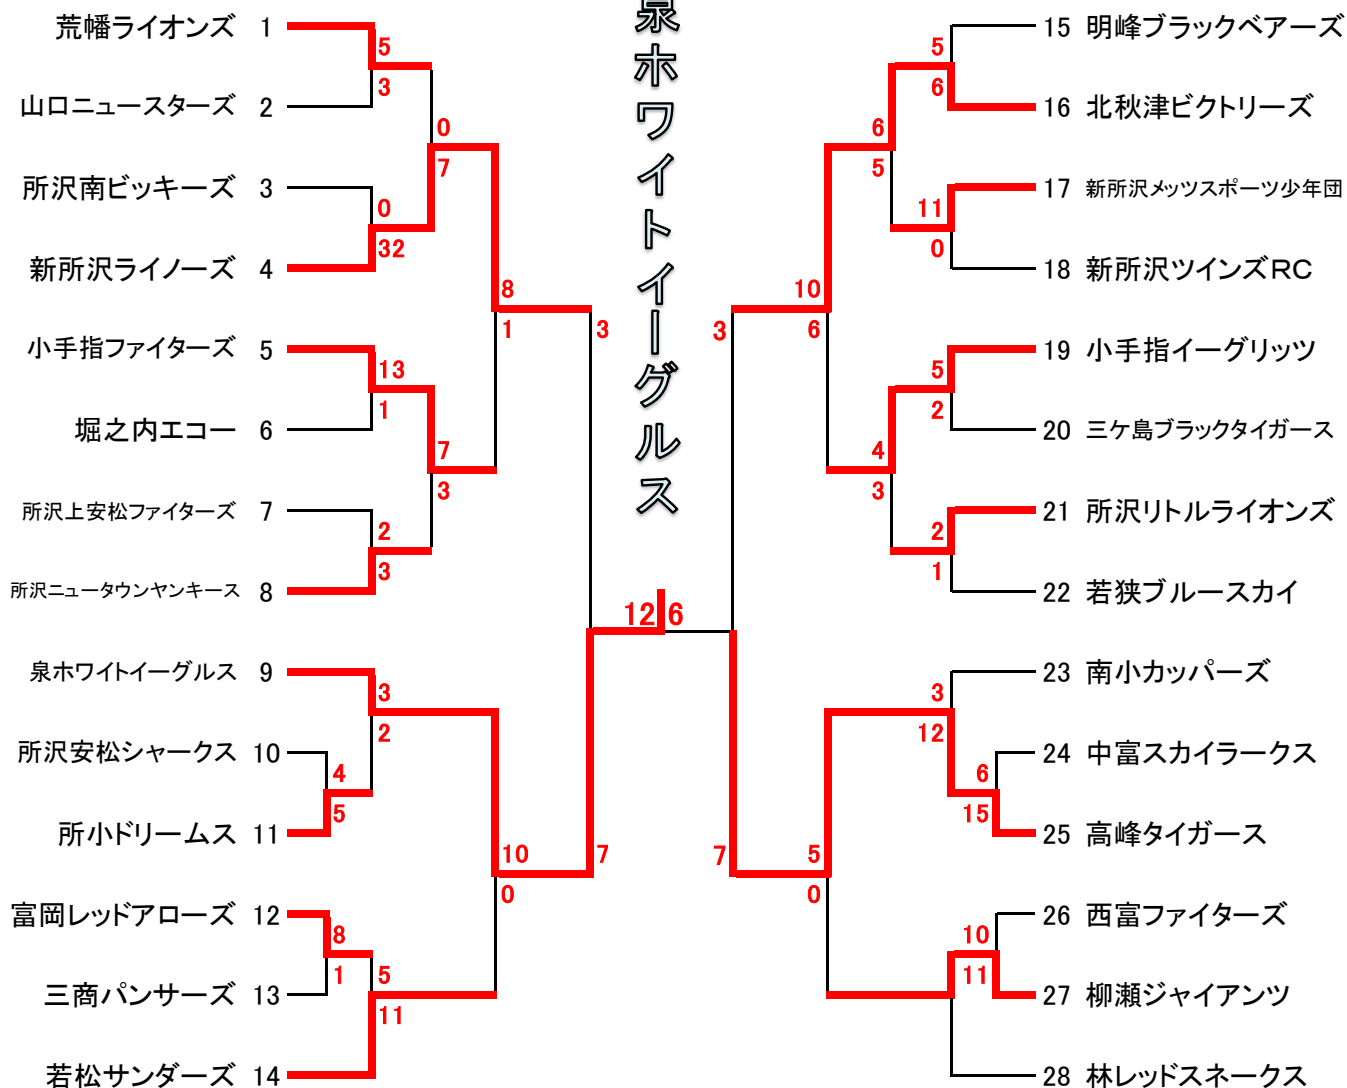 泉ホワイトイーグルス
荒幡ライオンズ 1
5
3
山口ニュースターズ 2
0
7
所沢南ビッキーズ 3
0
32
新所沢ライノーズ 4
8
1
小手指ファイターズ 5
13
1
堀之内エコー 6
7
3
所沢上安松ファイターズ 7
2
3
所沢ニュータウンヤンキース 8
3
7
泉ホワイトイーグルス 9
3
2
所沢安松シャークス 10
4
5
所小ドリームス 11
10
0
富岡レッドアローズ 12
8
1
三商パンサーズ 13
5
11
若松サンダーズ 14
12 6
15 明峰ブラックベアーズ
5
6
16 北秋津ビクトリーズ
6
5
17 新所沢メッツスポーツ少年団
11
0
18 新所沢ツインズRC
10
6
19 小手指イーグリッツ
5
2
20 三ケ島ブラックタイガース
4
3
21 所沢リトルライオンズ
2
1
22 若狭ブルースカイ
3
7
23 南小カッパーズ
3
12
24 中富スカイラークス
6
15
25 高峰タイガース
5
0
26 西富ファイターズ
10
11
27 柳瀬ジャイアンツ
28 林レッドスネークス